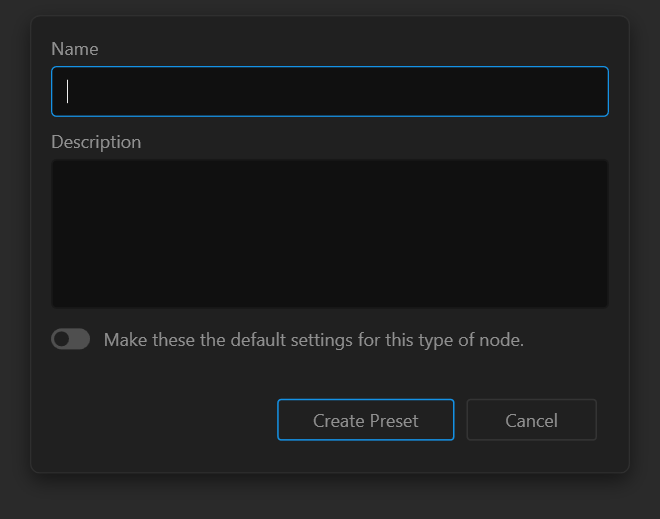 Name
Description
Make these the default settings for this type of node.
Create Preset
Cancel